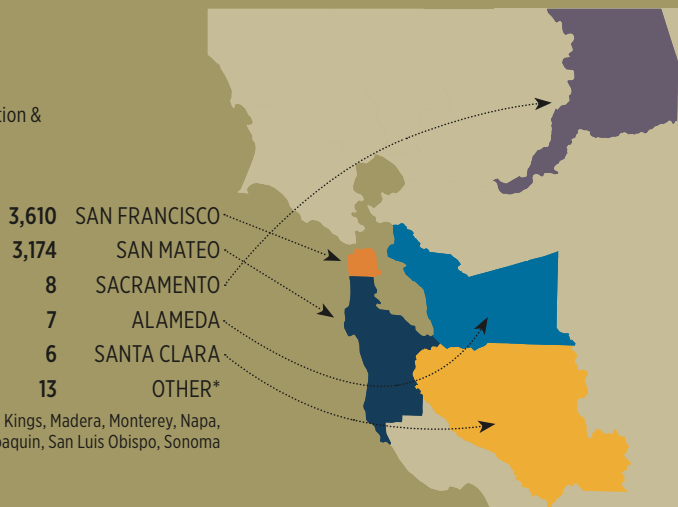 tion &
3,610 SAN FRANCISCO
3,174 SAN MATEO
8 SACRAMENTO
7 ALAMEDA
6 SANTA CLARA
13 OTHER*
Kings, Madera, Monterey, Napa,
oaquin, San Luis Obispo, Sonoma